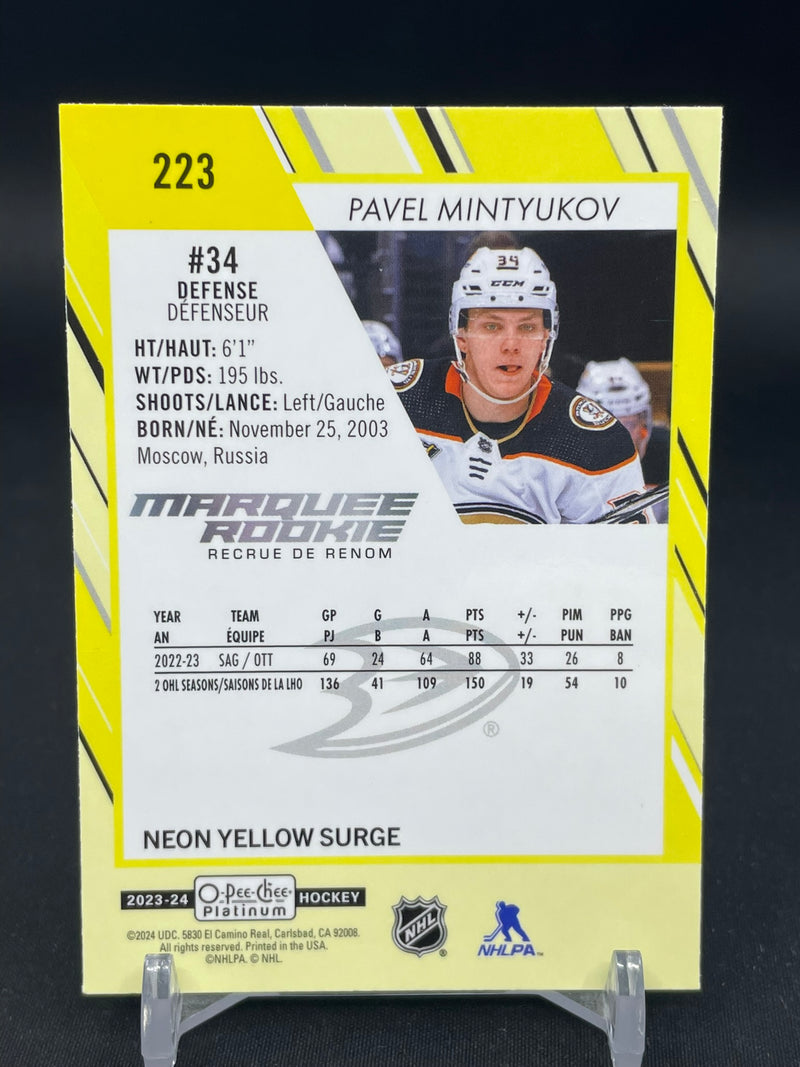 223
PAVEL MINTYUKOV
#34
DEFENSE
DÉFENSEUR
HT/HAUT: 6'1"
WT/PDS: 195 lbs.
SHOOTS/LANCE: Left/Gauche
BORN/NÉ: November 25, 2003
Moscow, Russia
34
CCM
MARQUEE
ROOKIE
RECRUE DE RENOM
YEAR TEAM GP G A PTS +/- PIM PPG
AN ÉQUIPE PJ B A PTS +/- PUN BAN
2022-23 SAG / OTT 69 24 64 88 33 26 8
2 OHL SEASONS/SAISONS DE LA LHO 136 41 109 150 19 54 10
®
NEON YELLOW SURGE
2023-24 O-Pee-Chee Platinum HOCKEY
©2024 UDC. 5830 El Camino Real, Carlsbad, CA 92008.
All rights reserved. Printed in the USA.
©NHLPA. © NHL.
NHL ®
NHLPA™